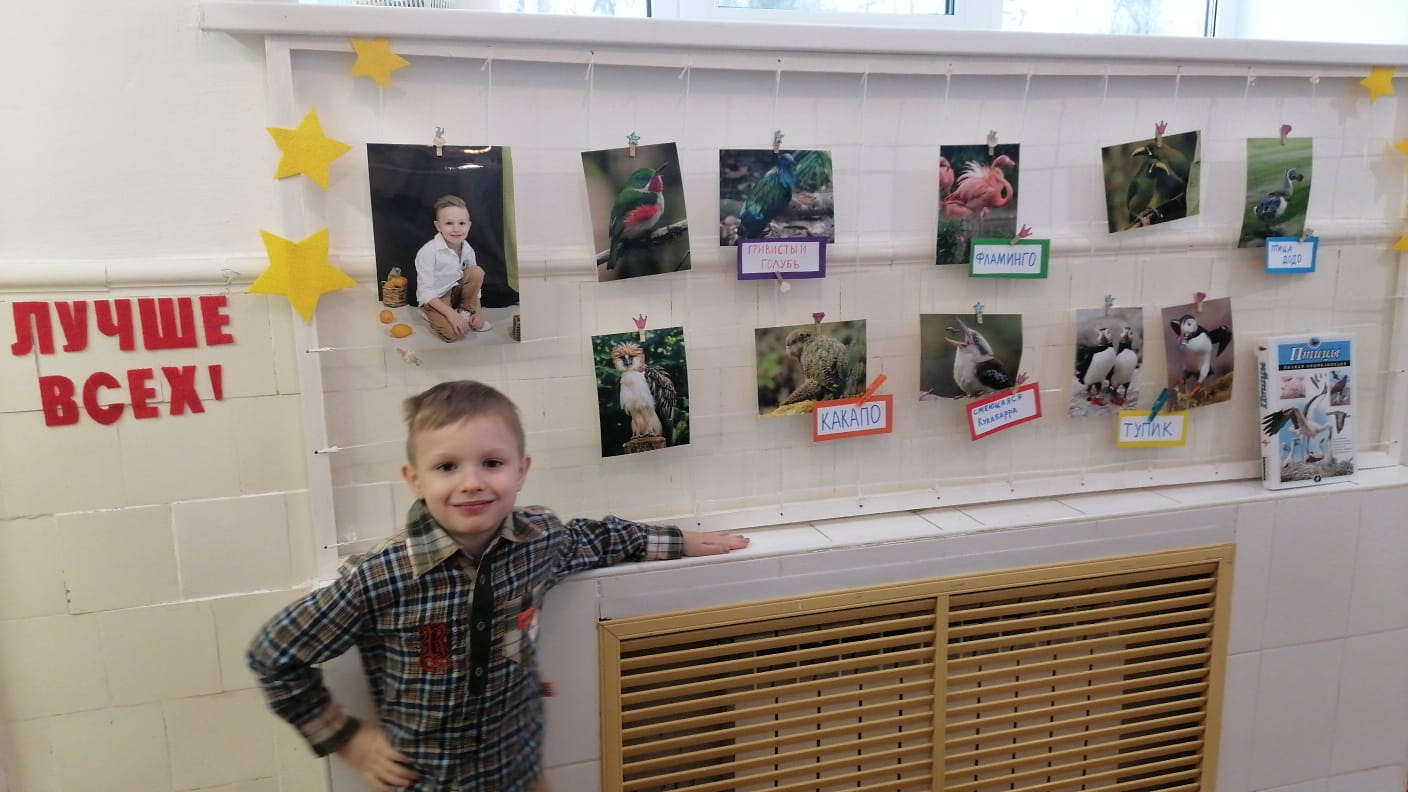 ЛУЧШЕ
ВСЕХ!
ГРИВИСТЫЙ
ГОЛУБЬ
ФЛАМИНГО
ПТИЦА
ДОДО
КАКАПО
СМЕЮЩАЯСЯ
КУКАБАРРА
ТУПИК
Птицы